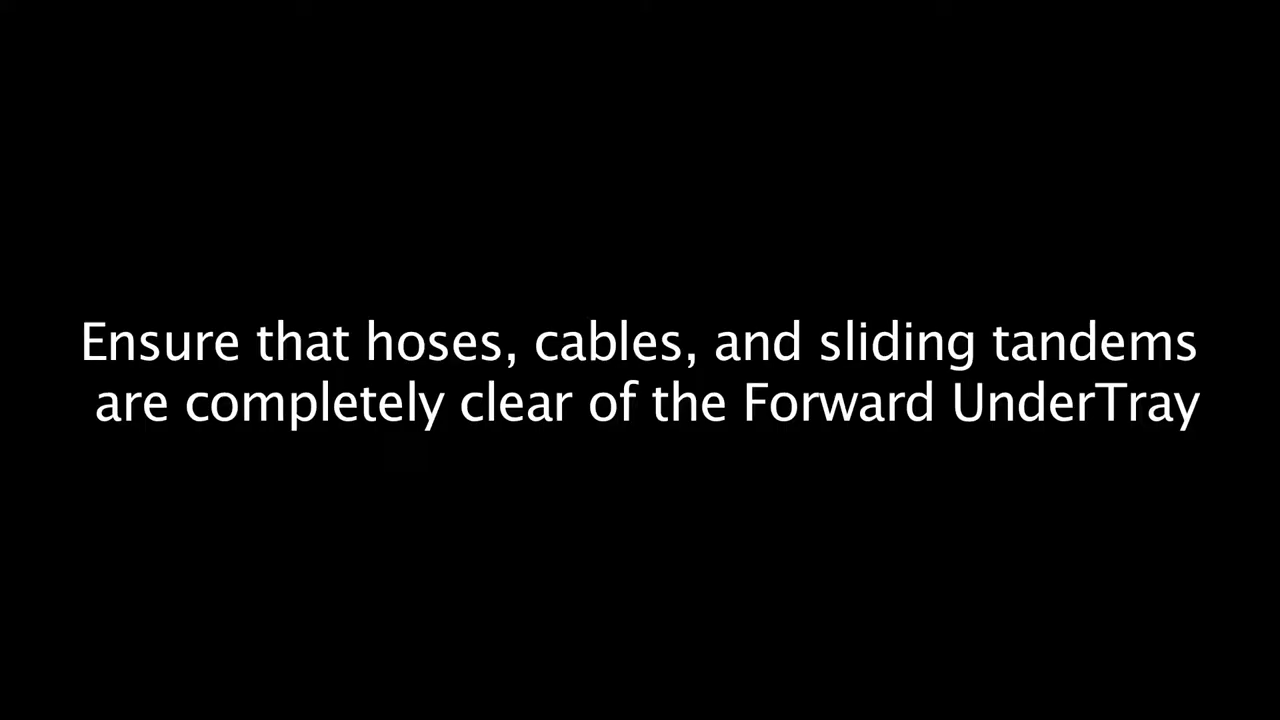 Ensure that hoses, cables, and sliding tandems
are completely clear of the Forward UnderTray